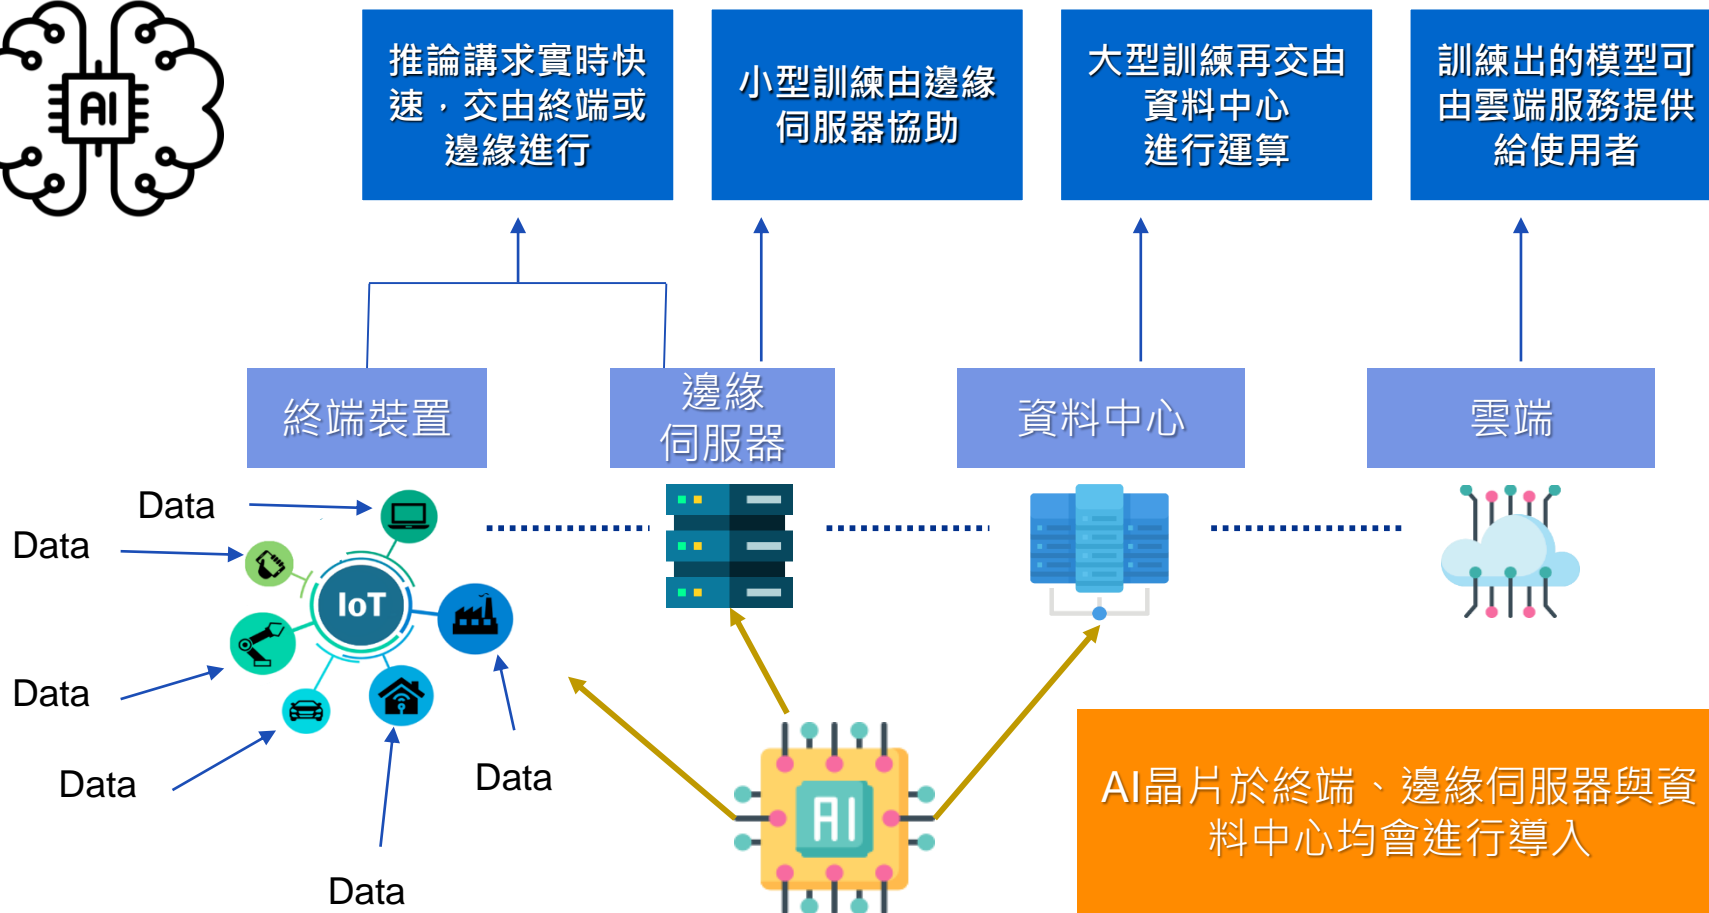 AI
推論講求實時快
速，交由終端或
邊緣進行
小型訓練由邊緣
伺服器協助
大型訓練再交由
資料中心
進行運算
訓練出的模型可
由雲端服務提供
給使用者
終端裝置
邊緣
伺服器
資料中心
雲端
Data
Data
IoT
Data
Data
Data
Data
AI
AI晶片於終端、邊緣伺服器與資
料中心均會進行導入